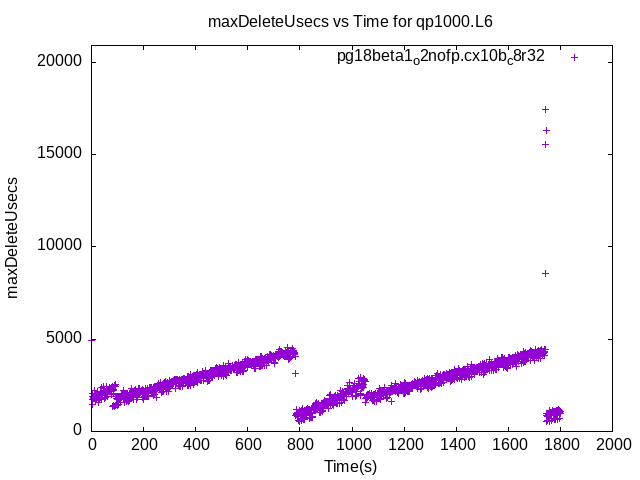 maxDeleteUsecs vs Time for qp1000.L6
pg18beta1_o2nofp.cx10b_c8r32
20000
15000
10000
5000
0
maxDeleteUsecs
0 200 400 600 800 1000 1200 1400 1600 1800 2000
Time(s)